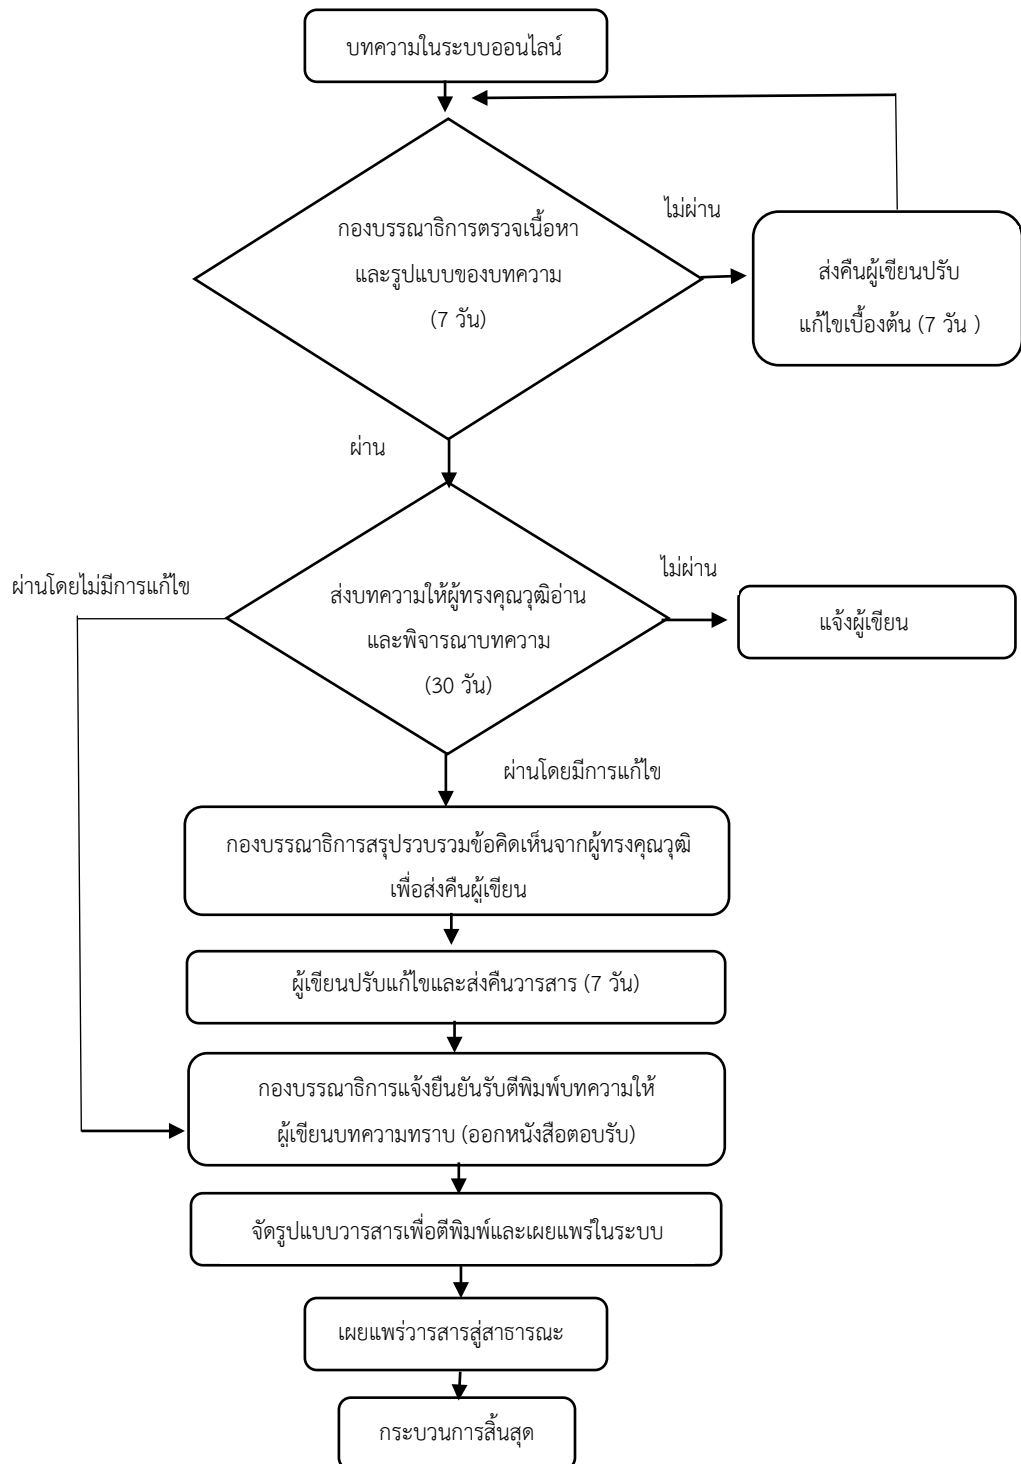 บทความในระบบออนไลน์
ไม่ผ่าน
กองบรรณาธิการตรวจเนื้อหา
และรูปแบบของบทความ
(7 วัน)
ส่งคืนผู้เขียนปรับ
แก้ไขเบื้องต้น (7 วัน )
ผ่าน
ผ่านโดยไม่มีการแก้ไข
ไม่ผ่าน
ส่งบทความให้ผู้ทรงคุณวุฒิอ่าน
และพิจารณาบทความ
(30 วัน)
แจ้งผู้เขียน
ผ่านโดยมีการแก้ไข
กองบรรณาธิการสรุปรวบรวมข้อคิดเห็นจากผู้ทรงคุณวุฒิ
เพื่อส่งคืนผู้เขียน
ผู้เขียนปรับแก้ไขและส่งคืนวารสาร (7 วัน)
กองบรรณาธิการแจ้งยืนยันรับตีพิมพ์บทความให้
ผู้เขียนบทความทราบ (ออกหนังสือตอบรับ)
จัดรูปแบบวารสารเพื่อตีพิมพ์และเผยแพร่ในระบบ
เผยแพร่วารสารสู่สาธารณะ
กระบวนการสิ้นสุด